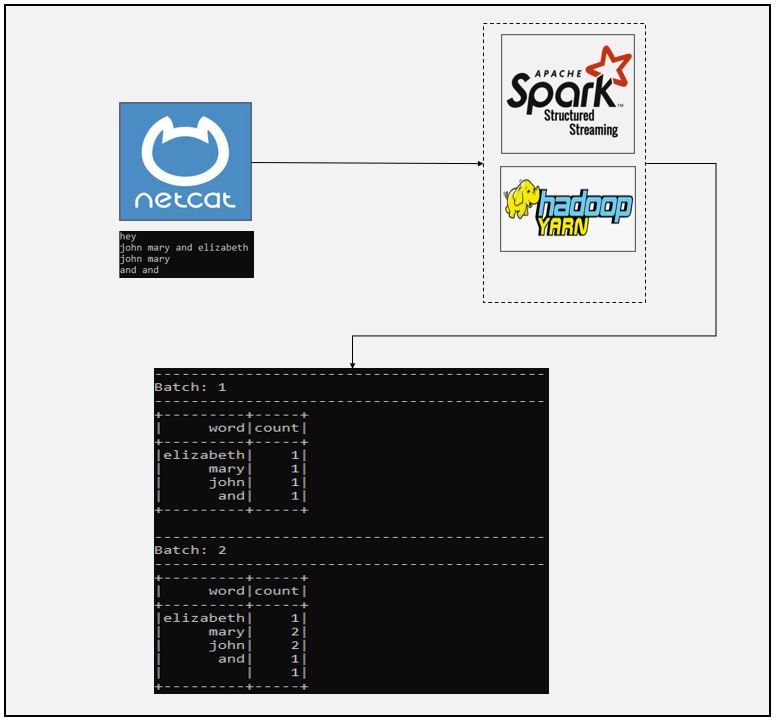 APACHE
Spark™
Structured
Streaming
netcat
hadoop
YARN
hey
john mary and elizabeth
john mary
and and
-------------------------------------------
Batch: 1
-------------------------------------------
+---------+-----+
|     word|count|
+---------+-----+
|elizabeth|    1|
|     mary|    1|
|     john|    1|
|      and|    1|
+---------+-----+
-------------------------------------------
Batch: 2
-------------------------------------------
+---------+-----+
|     word|count|
+---------+-----+
|elizabeth|    1|
|     mary|    2|
|     john|    2|
|      and|    1|
|         |    1|
+---------+-----+